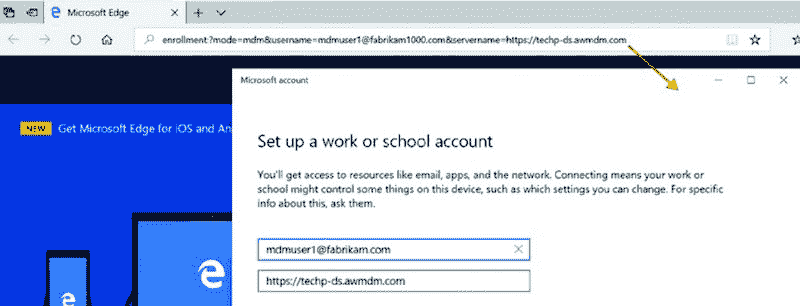 Microsoft Edge
enrollment:?mode=mdm&username=mdmuser1@fabrikam1000.com&servername=https://techp-ds.awmdm.com
Microsoft account
NEW Get Microsoft Edge for iOS and An
Set up a work or school account
You'll get access to resources like email, apps, and the network. Connecting means your work or
school might control some things on this device, such as which settings you can change. For specific
info about this, ask them.
mdmuser1@fabrikam.com
https://techp-ds.awmdm.com